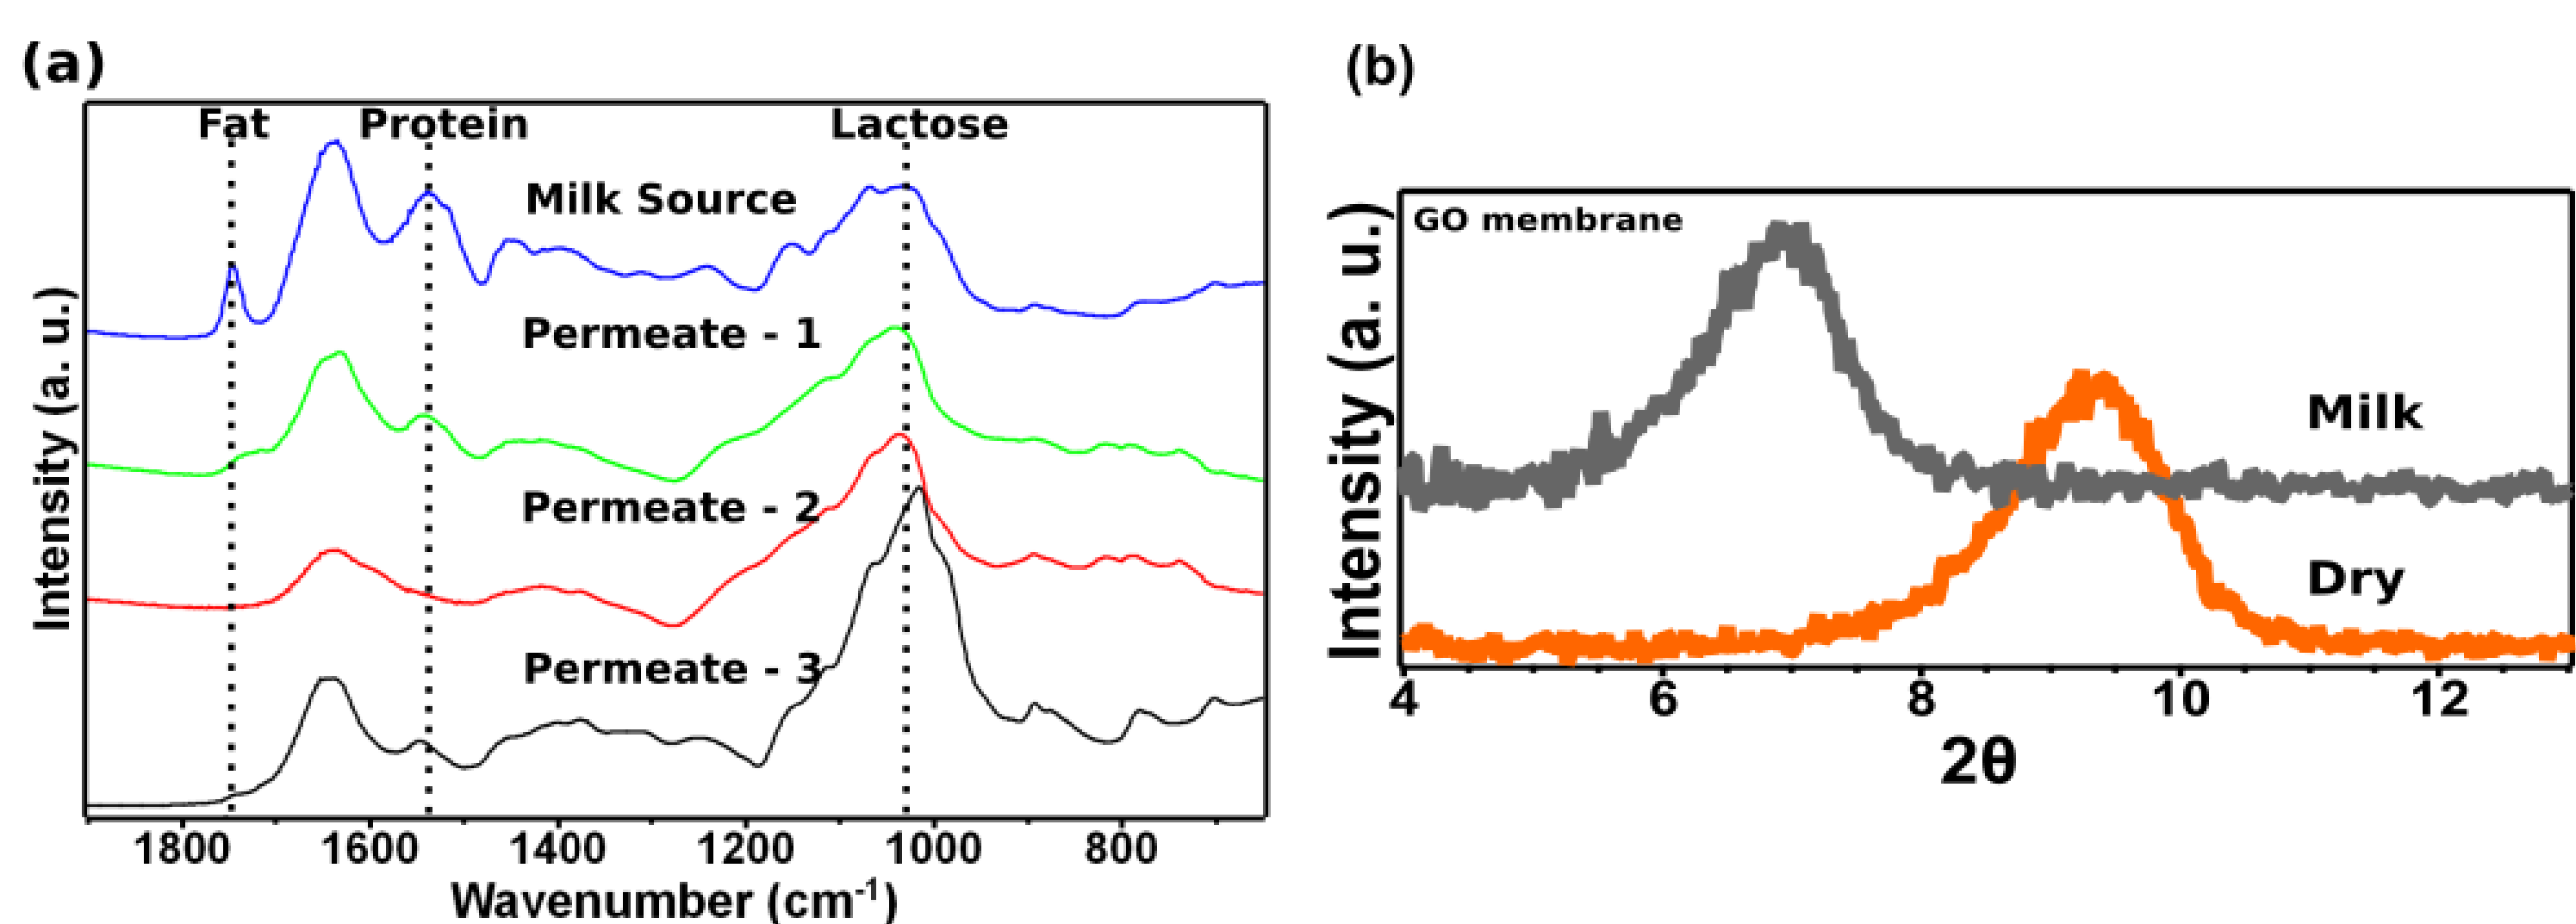 (a)
Fat Protein Lactose
Milk Source
Permeate - 1
Permeate - 2
Permeate - 3
Intensity (a. u.)
1800 1600 1400 1200 1000 800
Wavenumber (cm-1)
(b)
GO membrane
Milk
Dry
Intensity (a. u.)
4 6 8 10 12
2θ